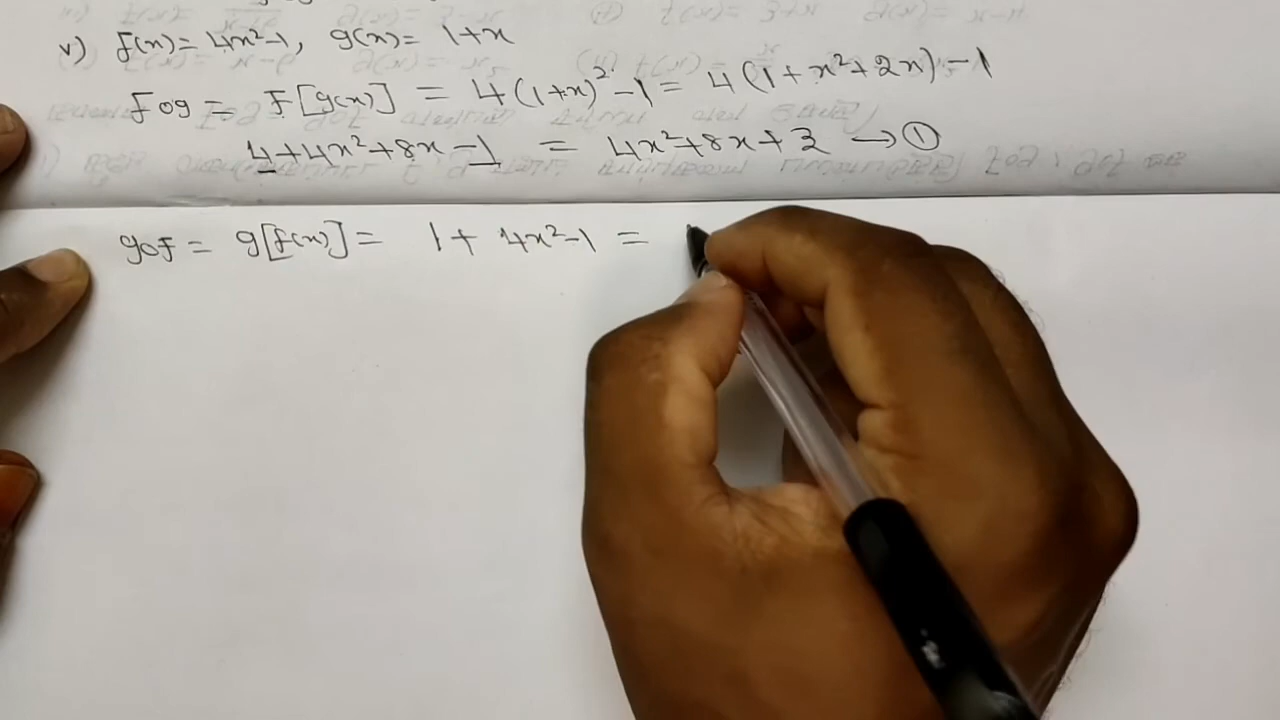 v) f(x) = 4x²-1, g(x) = 1+x
fog = f[g(x)] = 4(1+x)²-1 = 4(1+x²+2x)-1
4+4x²+8x-1 = 4x²+8x+3 → ①
gof = g[f(x)] = 1+4x²-1 =